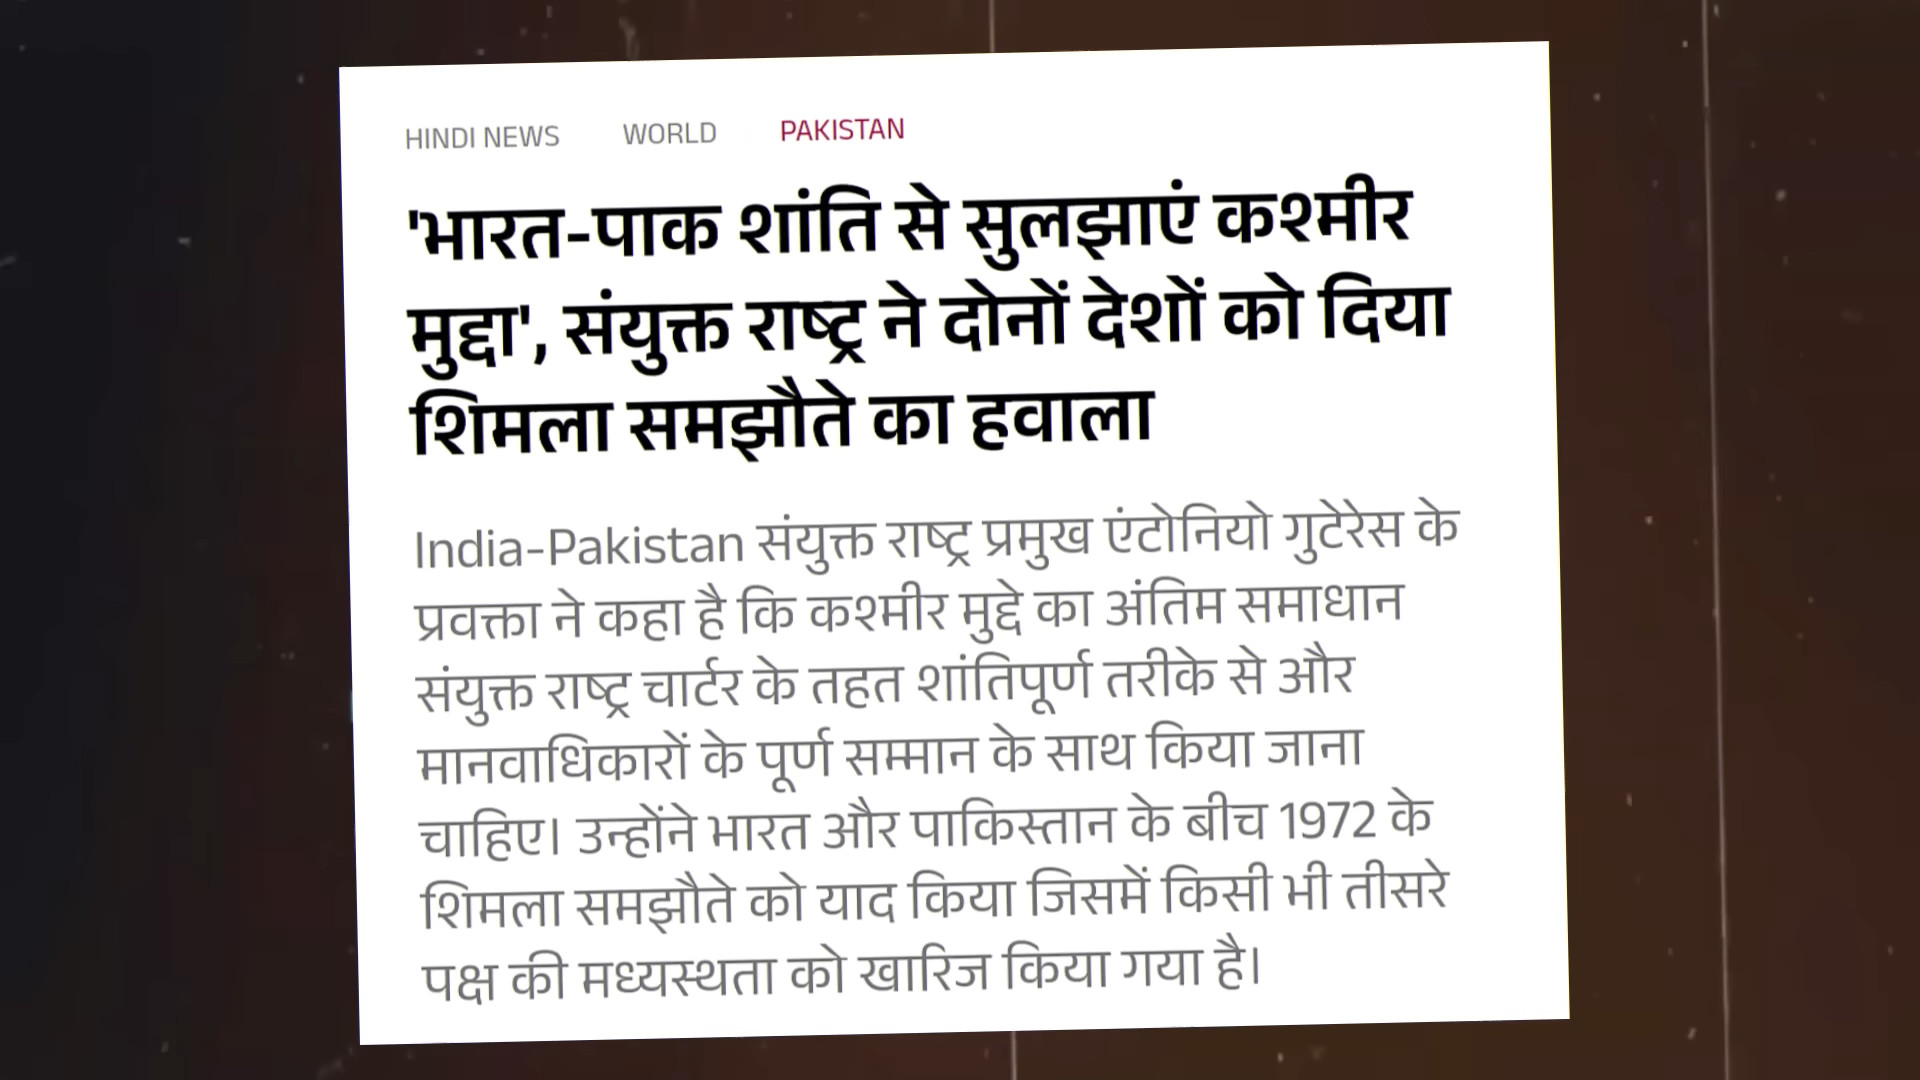 HINDI NEWS WORLD PAKISTAN
'भारत-पाक शांति से सुलझाएं कश्मीर
मुद्दा', संयुक्त राष्ट्र ने दोनों देशों को दिया
शिमला समझौते का हवाला
India-Pakistan संयुक्त राष्ट्र प्रमुख एंटोनियो गुटेरेस के
प्रवक्ता ने कहा है कि कश्मीर मुद्दे का अंतिम समाधान
संयुक्त राष्ट्र चार्टर के तहत शांतिपूर्ण तरीके से और
मानवाधिकारों के पूर्ण सम्मान के साथ किया जाना
चाहिए। उन्होंने भारत और पाकिस्तान के बीच 1972 के
शिमला समझौते को याद किया जिसमें किसी भी तीसरे
पक्ष की मध्यस्थता को खारिज किया गया है।